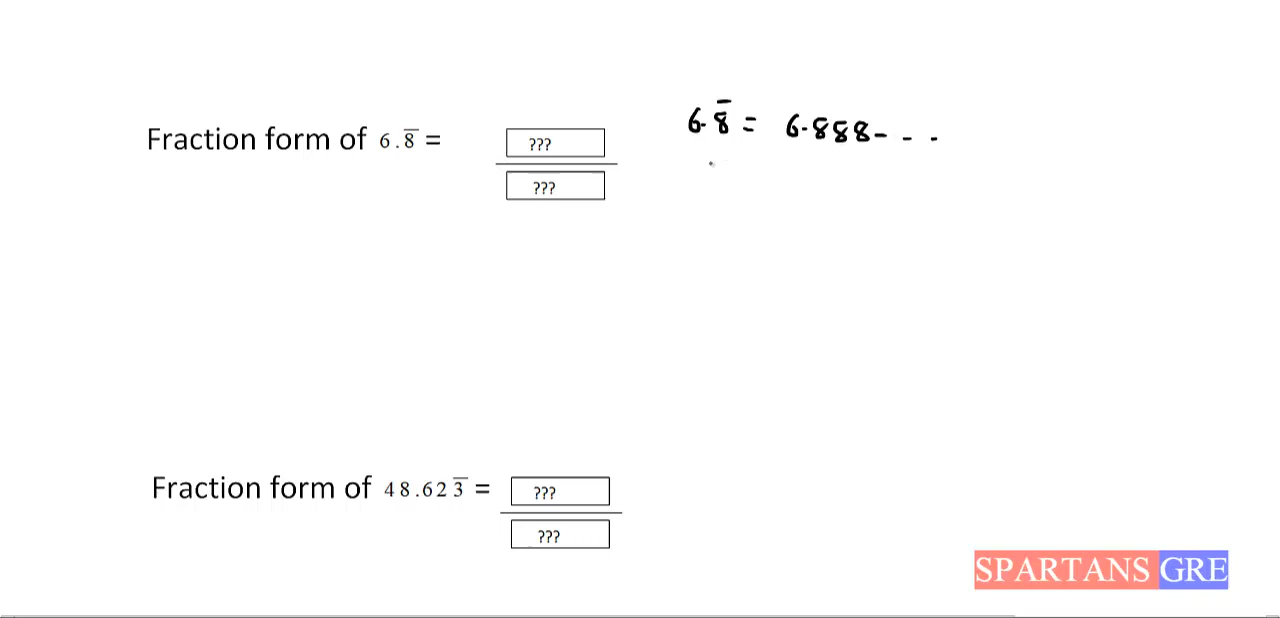 Fraction form of 6.8̅ =
???
???
6.8̅ = 6.888- - -
Fraction form of 48.623̅ =
???
???
SPARTANS GRE